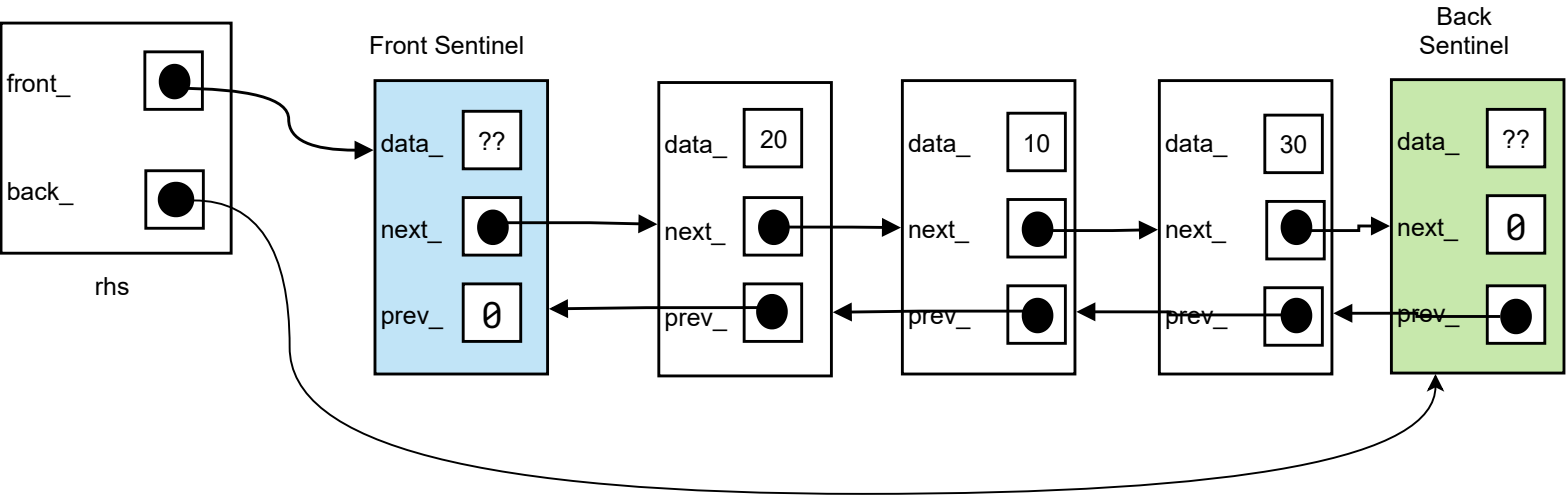 front_
back_
rhs
Front Sentinel
data_ ??
next_
prev_ 0
data_ 20
next_
prev_
data_ 10
next_
prev_
data_ 30
next_
prev_
Back
Sentinel
data_ ??
next_ 0
prev_